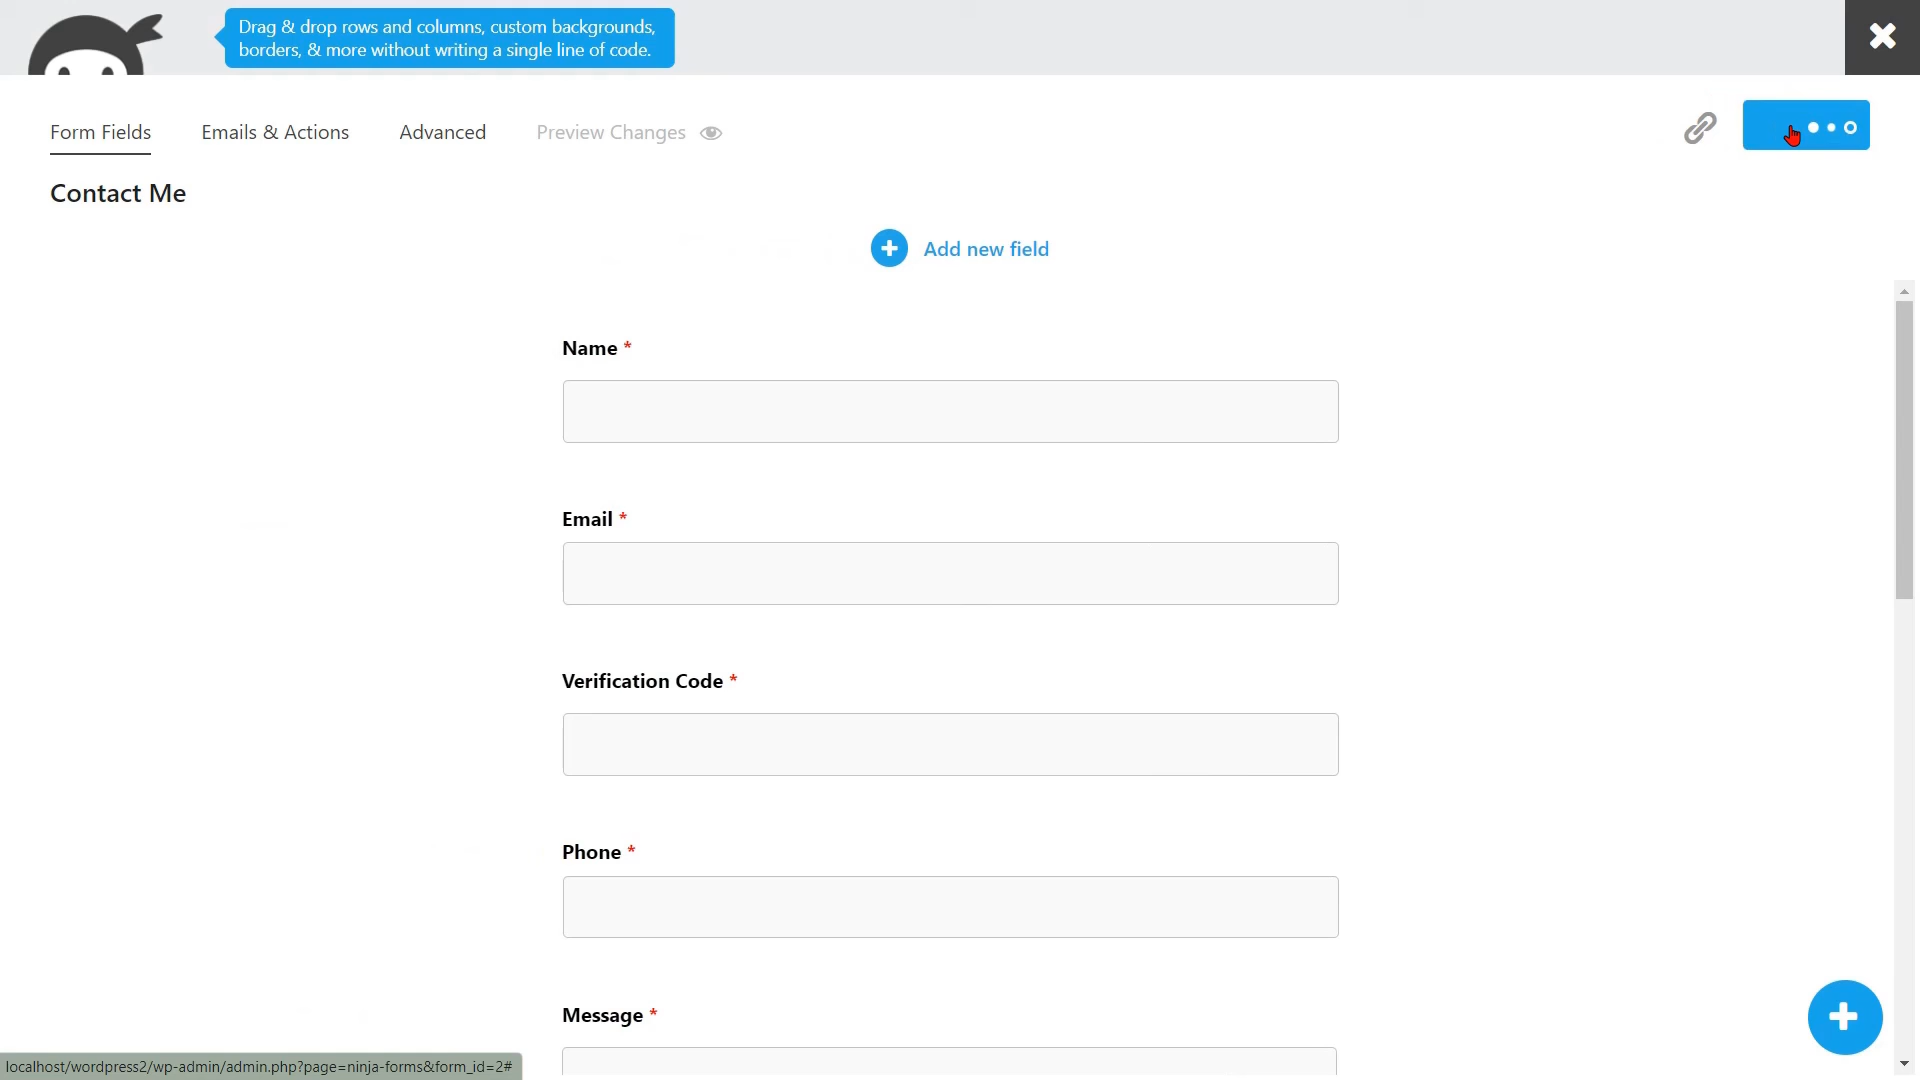 Drag & drop rows and columns, custom backgrounds,
borders, & more without writing a single line of code.
Form Fields
Emails & Actions
Advanced
Preview Changes
Contact Me
Add new field
Name *
Email *
Verification Code *
Phone *
Message *
localhost/wordpress2/wp-admin/admin.php?page=ninja-forms&form_id=2#